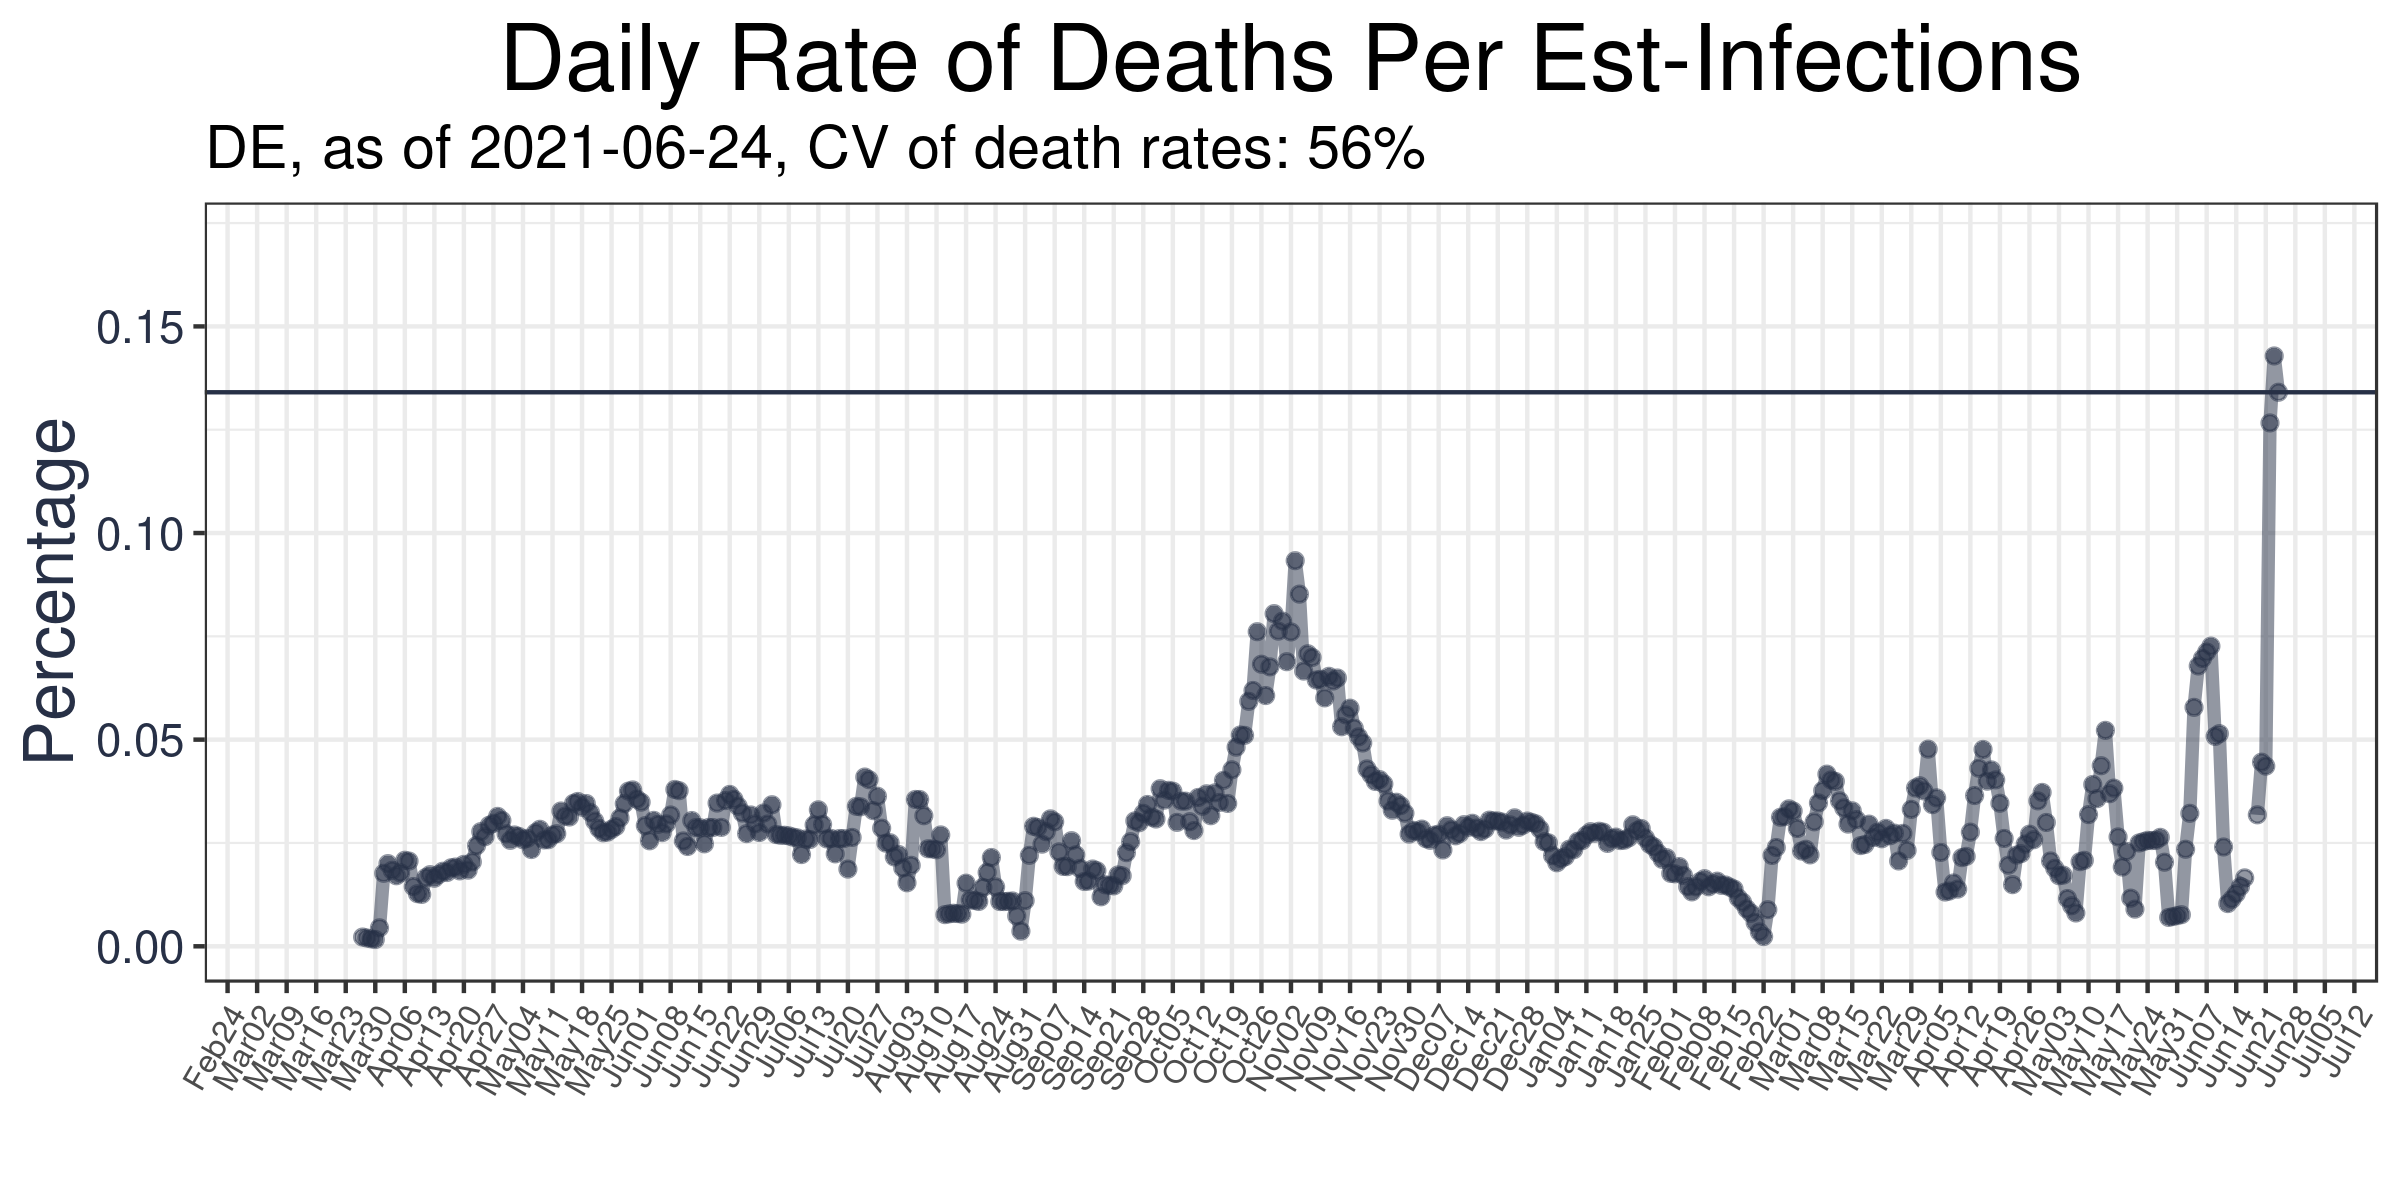 Daily Rate of Deaths Per Est-Infections
DE, as of 2021-06-24, CV of death rates: 56%
Percentage
0.15
0.10
0.05
0.00
Feb24
Mar02
Mar09
Mar16
Mar23
Mar30
Apr06
Apr13
Apr20
Apr27
May04
May11
May18
May25
Jun01
Jun08
Jun15
Jun22
Jun29
Jul06
Jul13
Jul20
Jul27
Aug03
Aug10
Aug17
Aug24
Aug31
Sep07
Sep14
Sep21
Sep28
Oct05
Oct12
Oct19
Oct26
Nov02
Nov09
Nov16
Nov23
Nov30
Dec07
Dec14
Dec21
Dec28
Jan04
Jan11
Jan18
Jan25
Feb01
Feb08
Feb15
Feb22
Mar01
Mar08
Mar15
Mar22
Mar29
Apr05
Apr12
Apr19
Apr26
May03
May10
May17
May24
May31
Jun07
Jun14
Jun21
Jun28
Jul05
Jul12